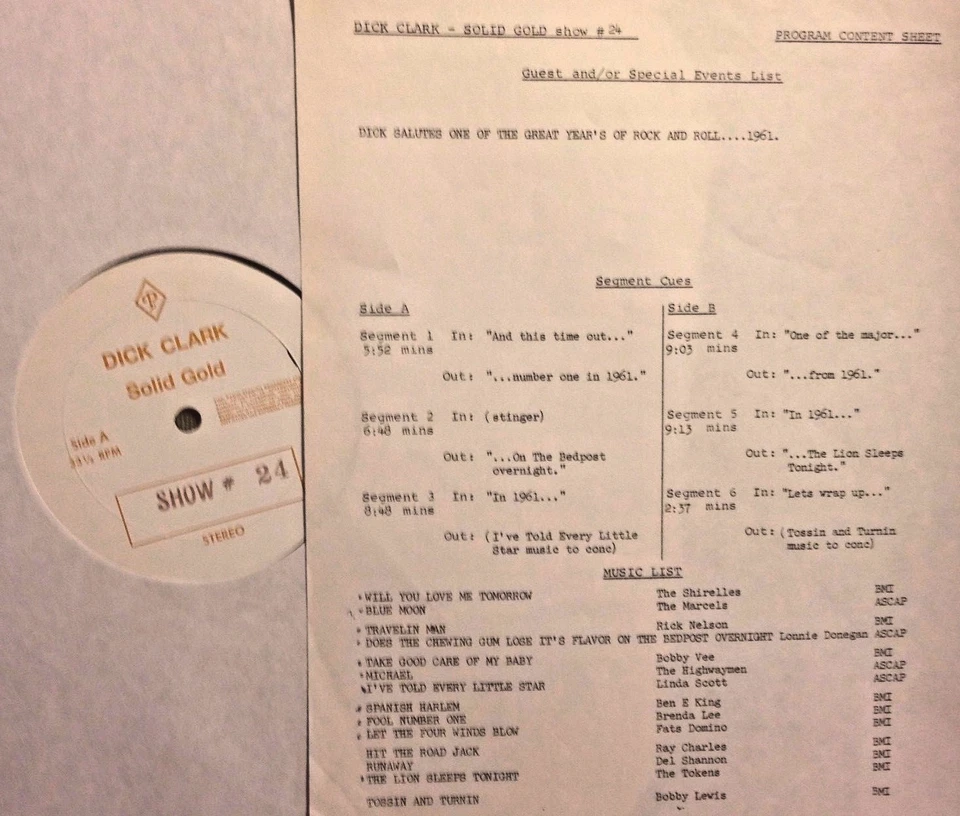 DICK CLARK - SOLID GOLD show # 24
PROGRAM CONTENT SHEET
Guest and/or Special Events List
DICK SALUTES ONE OF THE GREAT YEAR'S OF ROCK AND ROLL....1961.
Segment Cues
Side A
Segment 1 In: "And this time out..."
5:52 mins
Out: "...number one in 1961."
Segment 2 In: (stinger)
6:48 mins
Out: "...On The Bedpost
overnight."
Segment 3 In: "In 1961..."
8:48 mins
Out: (I've Told Every Little
Star music to conc)
Side B
Segment 4 In: "One of the major..."
9:03 mins
Out: "...from 1961."
Segment 5 In: "In 1961..."
9:13 mins
Out: "...The Lion Sleeps
Tonight."
Segment 6 In: "Lets wrap up..."
2:37 mins
Out: (Tossin and Turnin
music to conc)
MUSIC LIST
WILL YOU LOVE ME TOMORROW The Shirelles BMI
BLUE MOON The Marcels ASCAP
TRAVELIN MAN Rick Nelson BMI
DOES THE CHEWING GUM LOSE IT'S FLAVOR ON THE BEDPOST OVERNIGHT Lonnie Donegan ASCAP
TAKE GOOD CARE OF MY BABY Bobby Vee BMI
MICHAEL The Highwaymen ASCAP
I'VE TOLD EVERY LITTLE STAR Linda Scott ASCAP
SPANISH HARLEM Ben E King BMI
FOOL NUMBER ONE Brenda Lee BMI
LET THE FOUR WINDS BLOW Fats Domino BMI
HIT THE ROAD JACK Ray Charles BMI
RUNAWAY Del Shannon BMI
THE LION SLEEPS TONIGHT The Tokens BMI
TOSSIN AND TURNIN Bobby Lewis BMI
P
DICK CLARK
Solid Gold
Side A
33⅓ RPM
SHOW # 24
STEREO